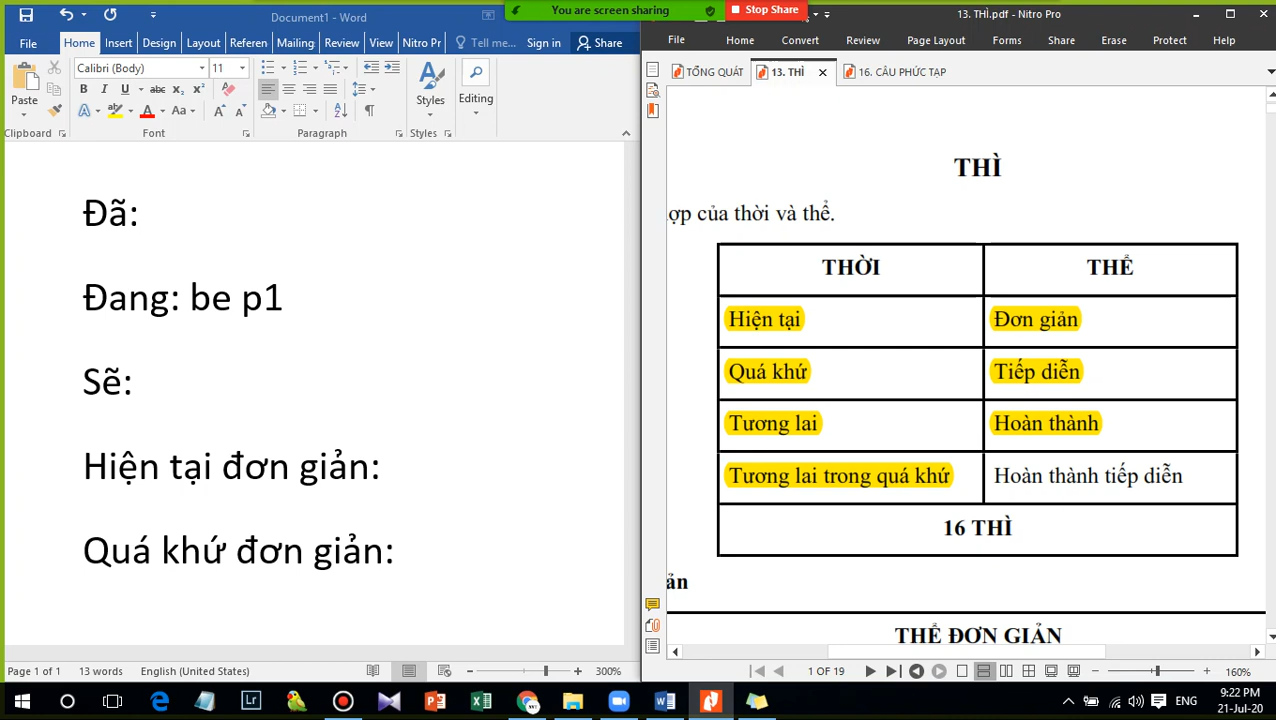 You are screen sharing
Stop Share
Document1 - Word
13. THÌ.pdf - Nitro Pro
File Home Insert Design Layout Referen Mailing Review View Nitro Pr Tell me... Sign in Share
File Home Convert Review Page Layout Forms Share Erase Protect Help
Paste
Calibri (Body) 11
B I U abc x₂ x²
A A Aa A A
Styles
Editing
Clipboard Font Paragraph Styles
TỔNG QUÁT
13. THÌ
16. CÂU PHỨC TẠP
Đã:
Đang: be p1
Sẽ:
Hiện tại đơn giản:
Quá khứ đơn giản:
THÌ
ợp của thời và thể.
THỜI THỂ
Hiện tại Đơn giản
Quá khứ Tiếp diễn
Tương lai Hoàn thành
Tương lai trong quá khứ Hoàn thành tiếp diễn
16 THÌ
ản
THỂ ĐƠN GIẢN
Page 1 of 1 13 words English (United States) 300%
1 OF 19 160%
Lr
ENG
9:22 PM
21-Jul-20